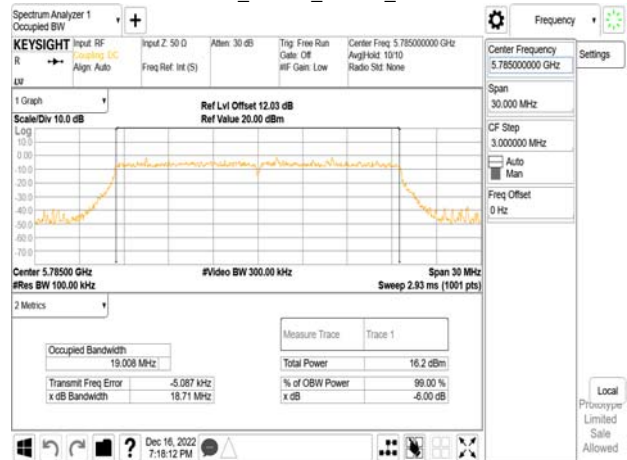 Spectrum Analyzer 1
Occupied BW
Frequency
KEYSIGHT
R
Input: RF
Coupling: DC
Align: Auto
Input Z: 50 Ω
Freq Ref: Int (S)
Atten: 30 dB
Trig: Free Run
Gate: Off
#IF Gain: Low
Center Freq: 5.785000000 GHz
Avg|Hold: 10/10
Radio Std: None
1 Graph
Scale/Div 10.0 dB
Ref Lvl Offset 12.03 dB
Ref Value 20.00 dBm
Log
10.0
0.00
-10.0
-20.0
-30.0
-40.0
-50.0
-60.0
-70.0
Center 5.78500 GHz
#Res BW 100.00 kHz
#Video BW 300.00 kHz
Span 30 MHz
Sweep 2.93 ms (1001 pts)
2 Metrics
Measure Trace Trace 1
Occupied Bandwidth
19.008 MHz
Total Power 16.2 dBm
Transmit Freq Error -5.087 kHz
% of OBW Power 99.00 %
x dB Bandwidth 18.71 MHz
x dB -6.00 dB
Center Frequency
5.785000000 GHz
Settings
Span
30.000 MHz
CF Step
3.000000 MHz
Auto
Man
Freq Offset
0 Hz
Local
Prototype
Limited
Sale
Allowed
?
Dec 16, 2022
7:18:12 PM